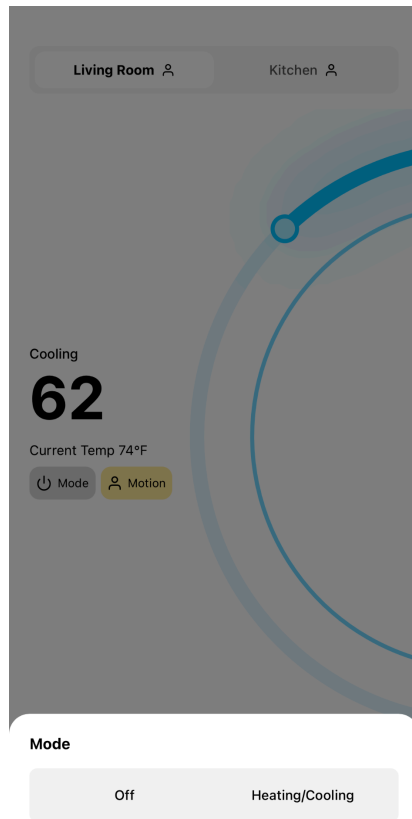 Living Room Kitchen
Cooling
62
Current Temp 74°F
Mode Motion
Mode
Off Heating/Cooling